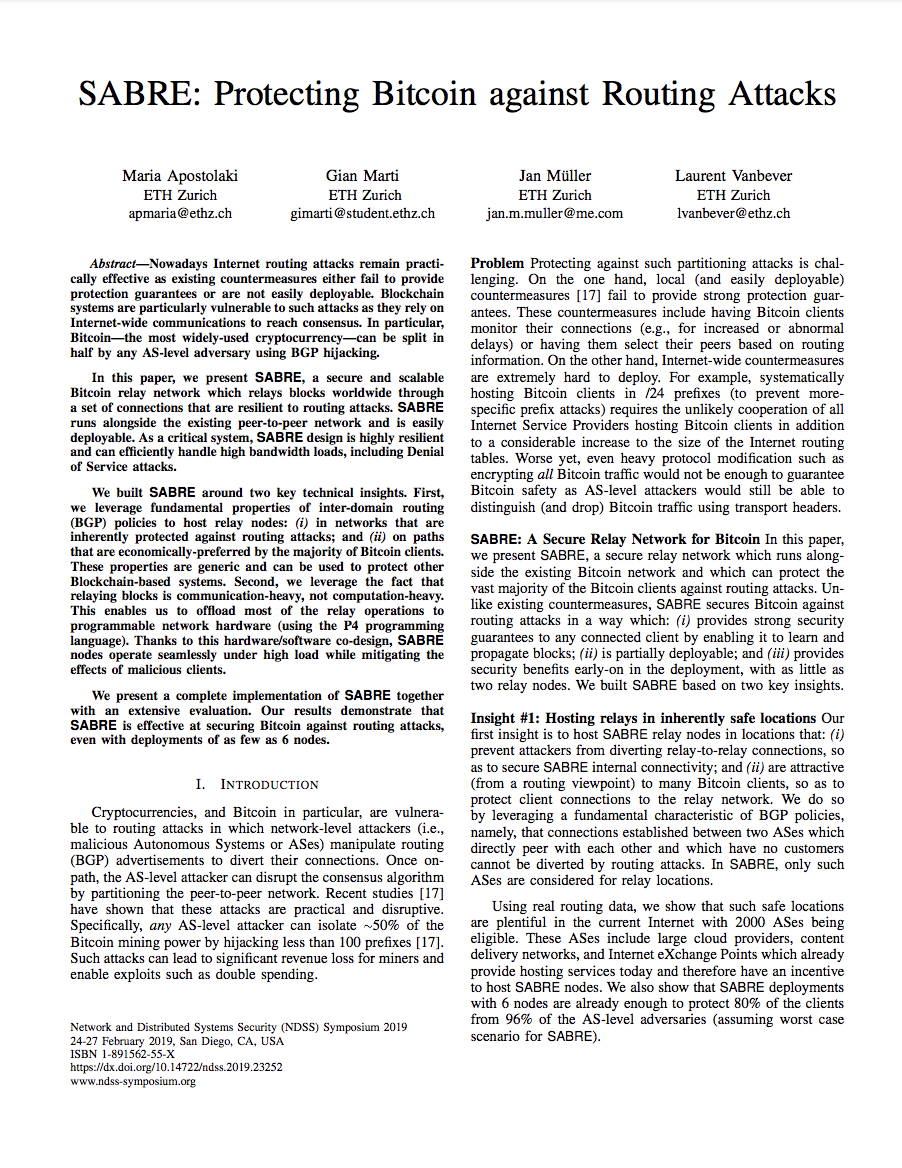 SABRE: Protecting Bitcoin against Routing Attacks
Maria Apostolaki
ETH Zurich
apmaria@ethz.ch
Gian Marti
ETH Zurich
gimarti@student.ethz.ch
Jan Müller
ETH Zurich
jan.m.muller@me.com
Laurent Vanbever
ETH Zurich
lvanbever@ethz.ch
Abstract—Nowadays Internet routing attacks remain practi-
cally effective as existing countermeasures either fail to provide
protection guarantees or are not easily deployable. Blockchain
systems are particularly vulnerable to such attacks as they rely on
Internet-wide communications to reach consensus. In particular,
Bitcoin—the most widely-used cryptocurrency—can be split in
half by any AS-level adversary using BGP hijacking.
In this paper, we present SABRE, a secure and scalable
Bitcoin relay network which relays blocks worldwide through
a set of connections that are resilient to routing attacks. SABRE
runs alongside the existing peer-to-peer network and is easily
deployable. As a critical system, SABRE design is highly resilient
and can efficiently handle high bandwidth loads, including Denial
of Service attacks.
We built SABRE around two key technical insights. First,
we leverage fundamental properties of inter-domain routing
(BGP) policies to host relay nodes: (i) in networks that are
inherently protected against routing attacks; and (ii) on paths
that are economically-preferred by the majority of Bitcoin clients.
These properties are generic and can be used to protect other
Blockchain-based systems. Second, we leverage the fact that
relaying blocks is communication-heavy, not computation-heavy.
This enables us to offload most of the relay operations to
programmable network hardware (using the P4 programming
language). Thanks to this hardware/software co-design, SABRE
nodes operate seamlessly under high load while mitigating the
effects of malicious clients.
We present a complete implementation of SABRE together
with an extensive evaluation. Our results demonstrate that
SABRE is effective at securing Bitcoin against routing attacks,
even with deployments of as few as 6 nodes.
I. INTRODUCTION
Cryptocurrencies, and Bitcoin in particular, are vulnera-
ble to routing attacks in which network-level attackers (i.e.,
malicious Autonomous Systems or ASes) manipulate routing
(BGP) advertisements to divert their connections. Once on-
path, the AS-level attacker can disrupt the consensus algorithm
by partitioning the peer-to-peer network. Recent studies [17]
have shown that these attacks are practical and disruptive.
Specifically, any AS-level attacker can isolate ~50% of the
Bitcoin mining power by hijacking less than 100 prefixes [17].
Such attacks can lead to significant revenue loss for miners and
enable exploits such as double spending.
Network and Distributed Systems Security (NDSS) Symposium 2019
24-27 February 2019, San Diego, CA, USA
ISBN 1-891562-55-X
https://dx.doi.org/10.14722/ndss.2019.23252
www.ndss-symposium.org
Problem Protecting against such partitioning attacks is chal-
lenging. On the one hand, local (and easily deployable)
countermeasures [17] fail to provide strong protection guar-
antees. These countermeasures include having Bitcoin clients
monitor their connections (e.g., for increased or abnormal
delays) or having them select their peers based on routing
information. On the other hand, Internet-wide countermeasures
are extremely hard to deploy. For example, systematically
hosting Bitcoin clients in /24 prefixes (to prevent more-
specific prefix attacks) requires the unlikely cooperation of all
Internet Service Providers hosting Bitcoin clients in addition
to a considerable increase to the size of the Internet routing
tables. Worse yet, even heavy protocol modification such as
encrypting all Bitcoin traffic would not be enough to guarantee
Bitcoin safety as AS-level attackers would still be able to
distinguish (and drop) Bitcoin traffic using transport headers.
SABRE: A Secure Relay Network for Bitcoin In this paper,
we present SABRE, a secure relay network which runs along-
side the existing Bitcoin network and which can protect the
vast majority of the Bitcoin clients against routing attacks. Un-
like existing countermeasures, SABRE secures Bitcoin against
routing attacks in a way which: (i) provides strong security
guarantees to any connected client by enabling it to learn and
propagate blocks; (ii) is partially deployable; and (iii) provides
security benefits early-on in the deployment, with as little as
two relay nodes. We built SABRE based on two key insights.
Insight #1: Hosting relays in inherently safe locations Our
first insight is to host SABRE relay nodes in locations that: (i)
prevent attackers from diverting relay-to-relay connections, so
as to secure SABRE internal connectivity; and (ii) are attractive
(from a routing viewpoint) to many Bitcoin clients, so as to
protect client connections to the relay network. We do so
by leveraging a fundamental characteristic of BGP policies,
namely, that connections established between two ASes which
directly peer with each other and which have no customers
cannot be diverted by routing attacks. In SABRE, only such
ASes are considered for relay locations.
Using real routing data, we show that such safe locations
are plentiful in the current Internet with 2000 ASes being
eligible. These ASes include large cloud providers, content
delivery networks, and Internet eXchange Points which already
provide hosting services today and therefore have an incentive
to host SABRE nodes. We also show that SABRE deployments
with 6 nodes are already enough to protect 80% of the clients
from 96% of the AS-level adversaries (assuming worst case
scenario for SABRE).